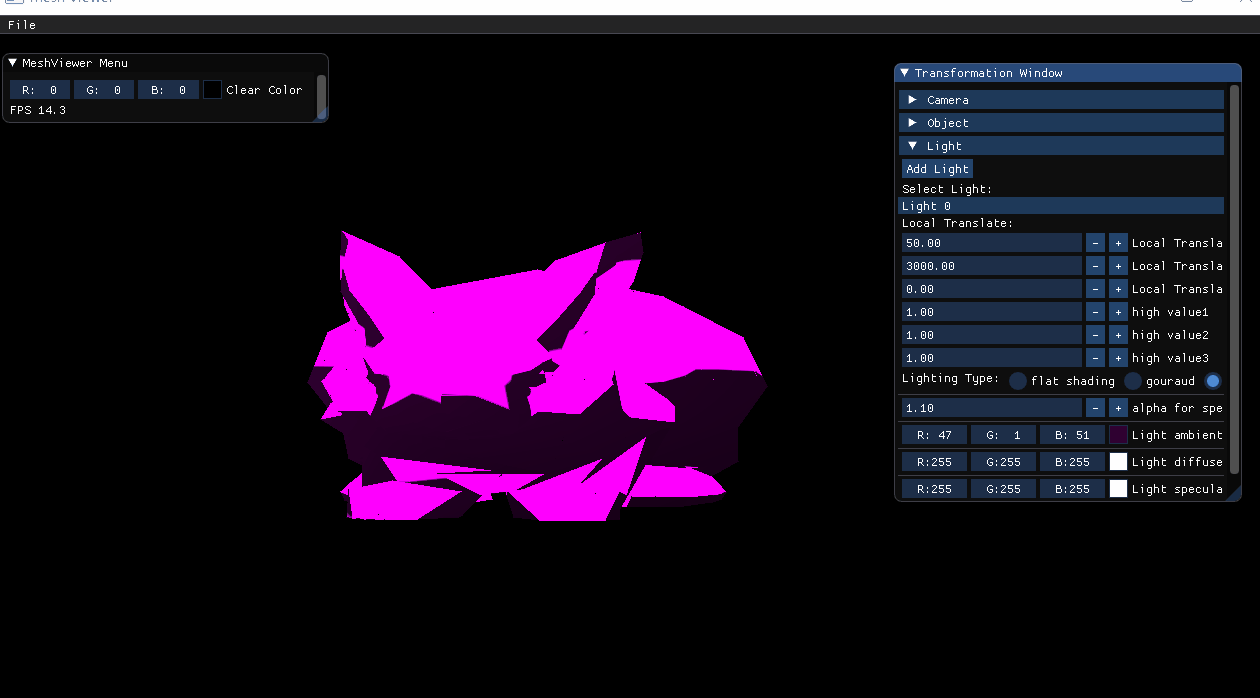 File
MeshViewer Menu
R: 0 G: 0 B: 0 Clear Color
FPS 14.3
Transformation Window
Camera
Object
Light
Add Light
Select Light:
Light 0
Local Translate:
50.00 - + Local Transla
3000.00 - + Local Transla
0.00 - + Local Transla
1.00 - + high value1
1.00 - + high value2
1.00 - + high value3
Lighting Type: flat shading gouraud
1.10 - + alpha for spe
R: 47 G: 1 B: 51 Light ambient
R:255 G:255 B:255 Light diffuse
R:255 G:255 B:255 Light specula